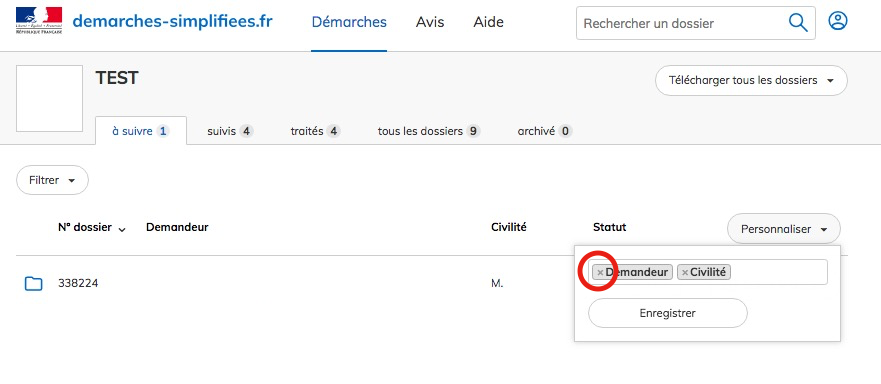 demarches-simplifiees.fr Démarches Avis Aide Rechercher un dossier
Liberté • Égalité • Fraternité
RÉPUBLIQUE FRANÇAISE
TEST
Télécharger tous les dossiers
à suivre 1 suivis 4 traités 4 tous les dossiers 9 archivé 0
Filtrer
N° dossier Demandeur Civilité Statut Personnaliser
×Demandeur ×Civilité
338224 M.
Enregistrer